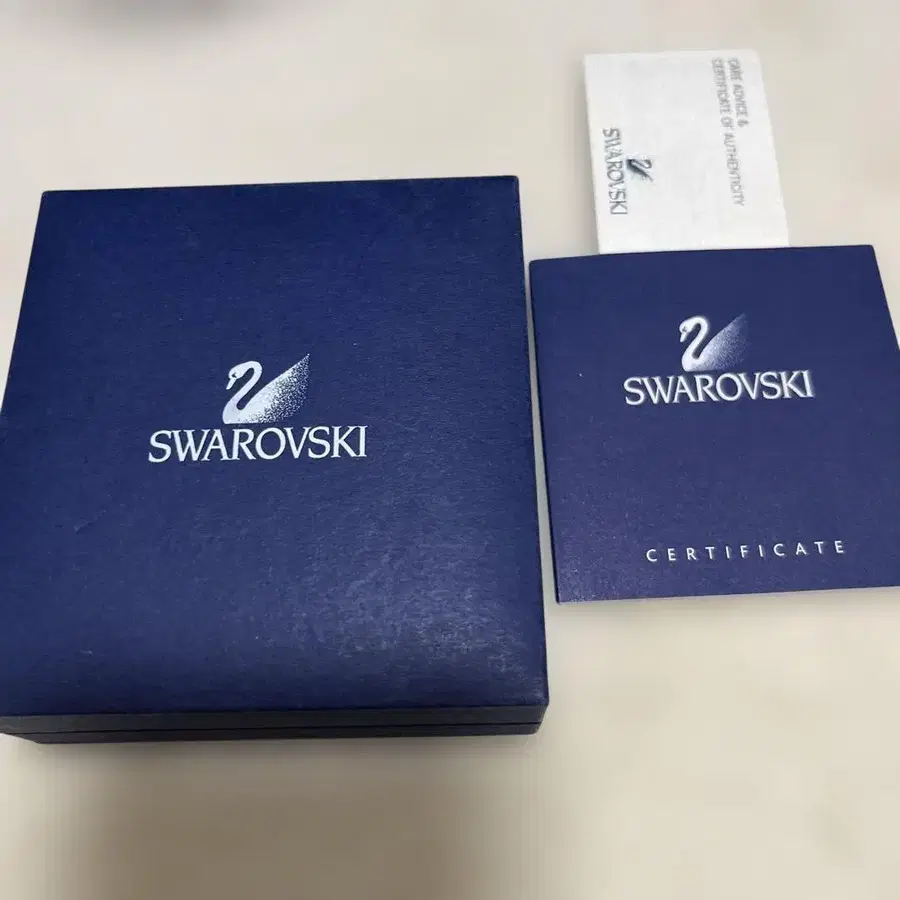 SWAROVSKI
CARE ADVICE &
CERTIFICATE OF AUTHENTICITY
SWAROVSKI
SWAROVSKI
CERTIFICATE